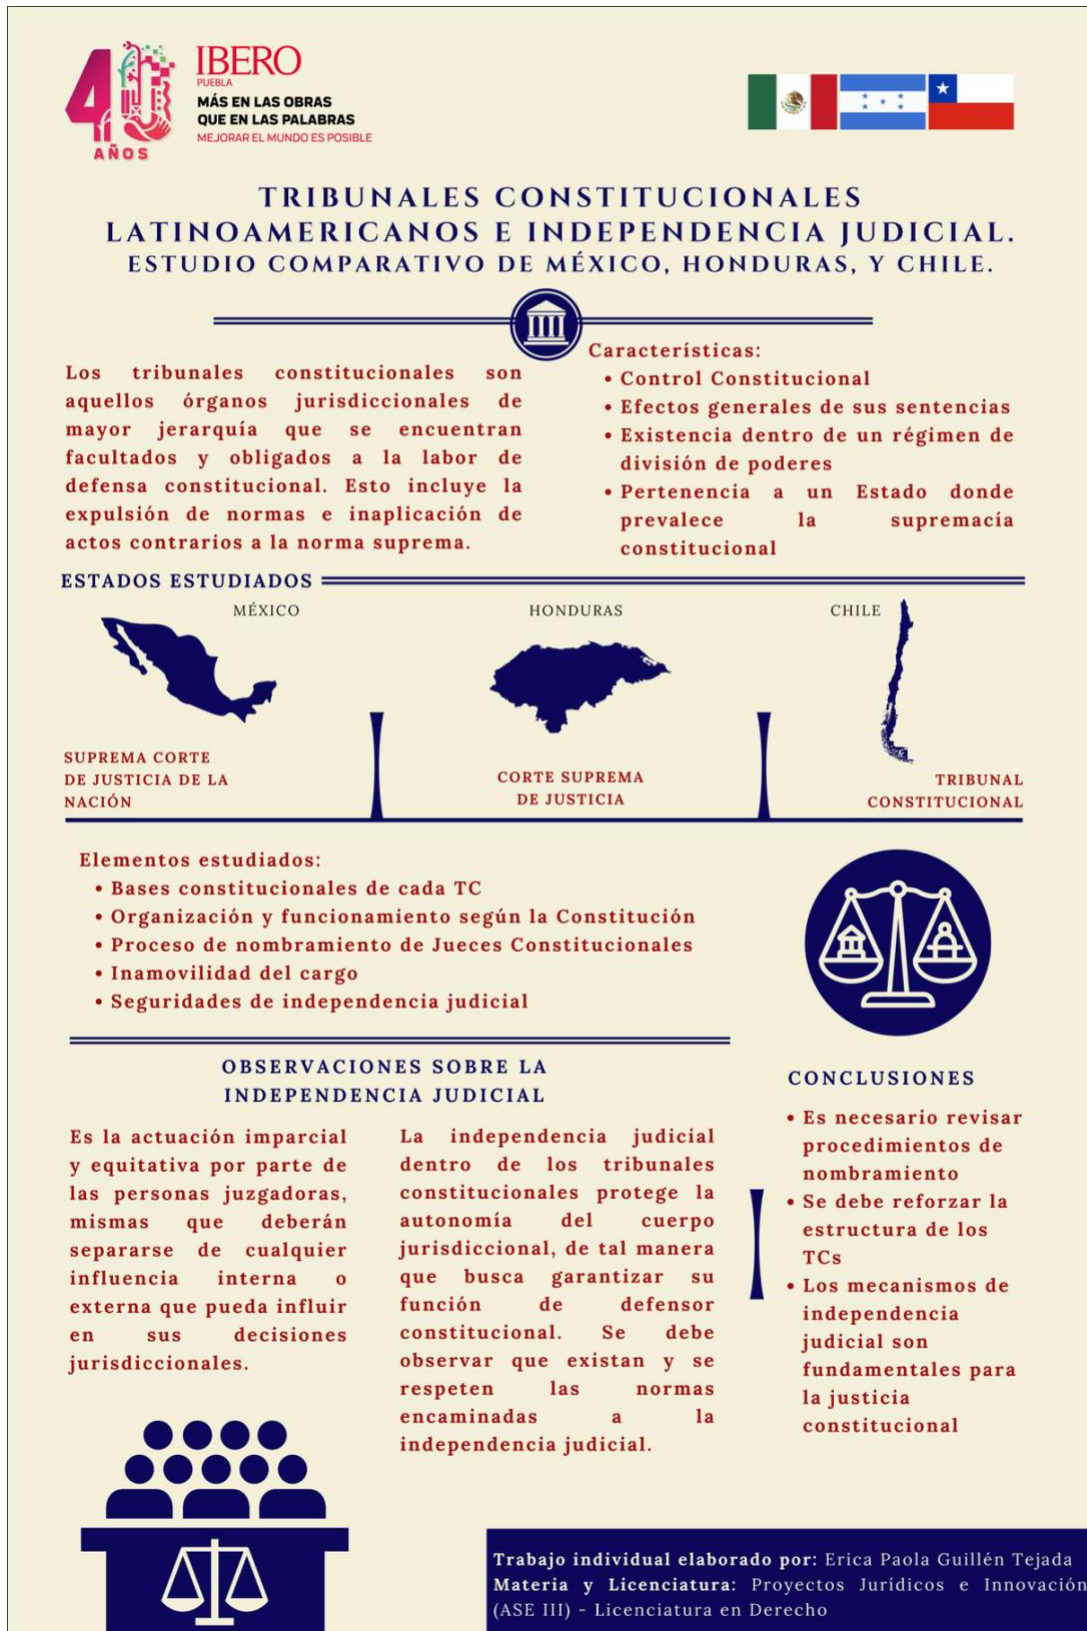 40
AÑOS
IBERO
PUEBLA
MÁS EN LAS OBRAS
QUE EN LAS PALABRAS
MEJORAR EL MUNDO ES POSIBLE
TRIBUNALES CONSTITUCIONALES
LATINOAMERICANOS E INDEPENDENCIA JUDICIAL.
ESTUDIO COMPARATIVO DE MÉXICO, HONDURAS, Y CHILE.
Los tribunales constitucionales son
aquellos órganos jurisdiccionales de
mayor jerarquía que se encuentran
facultados y obligados a la labor de
defensa constitucional. Esto incluye la
expulsión de normas e inaplicación de
actos contrarios a la norma suprema.
Características:
• Control Constitucional
• Efectos generales de sus sentencias
• Existencia dentro de un régimen de
división de poderes
• Pertenencia a un Estado donde
prevalece la supremacía
constitucional
ESTADOS ESTUDIADOS
MÉXICO
HONDURAS
CHILE
SUPREMA CORTE
DE JUSTICIA DE LA
NACIÓN
CORTE SUPREMA
DE JUSTICIA
TRIBUNAL
CONSTITUCIONAL
Elementos estudiados:
• Bases constitucionales de cada TC
• Organización y funcionamiento según la Constitución
• Proceso de nombramiento de Jueces Constitucionales
• Inamovilidad del cargo
• Seguridades de independencia judicial
OBSERVACIONES SOBRE LA
INDEPENDENCIA JUDICIAL
Es la actuación imparcial
y equitativa por parte de
las personas juzgadoras,
mismas que deberán
separarse de cualquier
influencia interna o
externa que pueda influir
en sus decisiones
jurisdiccionales.
La independencia judicial
dentro de los tribunales
constitucionales protege la
autonomía del cuerpo
jurisdiccional, de tal manera
que busca garantizar su
función de defensor
constitucional. Se debe
observar que existan y se
respeten las normas
encaminadas a la
independencia judicial.
CONCLUSIONES
• Es necesario revisar
procedimientos de
nombramiento
• Se debe reforzar la
estructura de los
TCs
• Los mecanismos de
independencia
judicial son
fundamentales para
la justicia
constitucional
Trabajo individual elaborado por: Erica Paola Guillén Tejada
Materia y Licenciatura: Proyectos Jurídicos e Innovación
(ASE III) - Licenciatura en Derecho